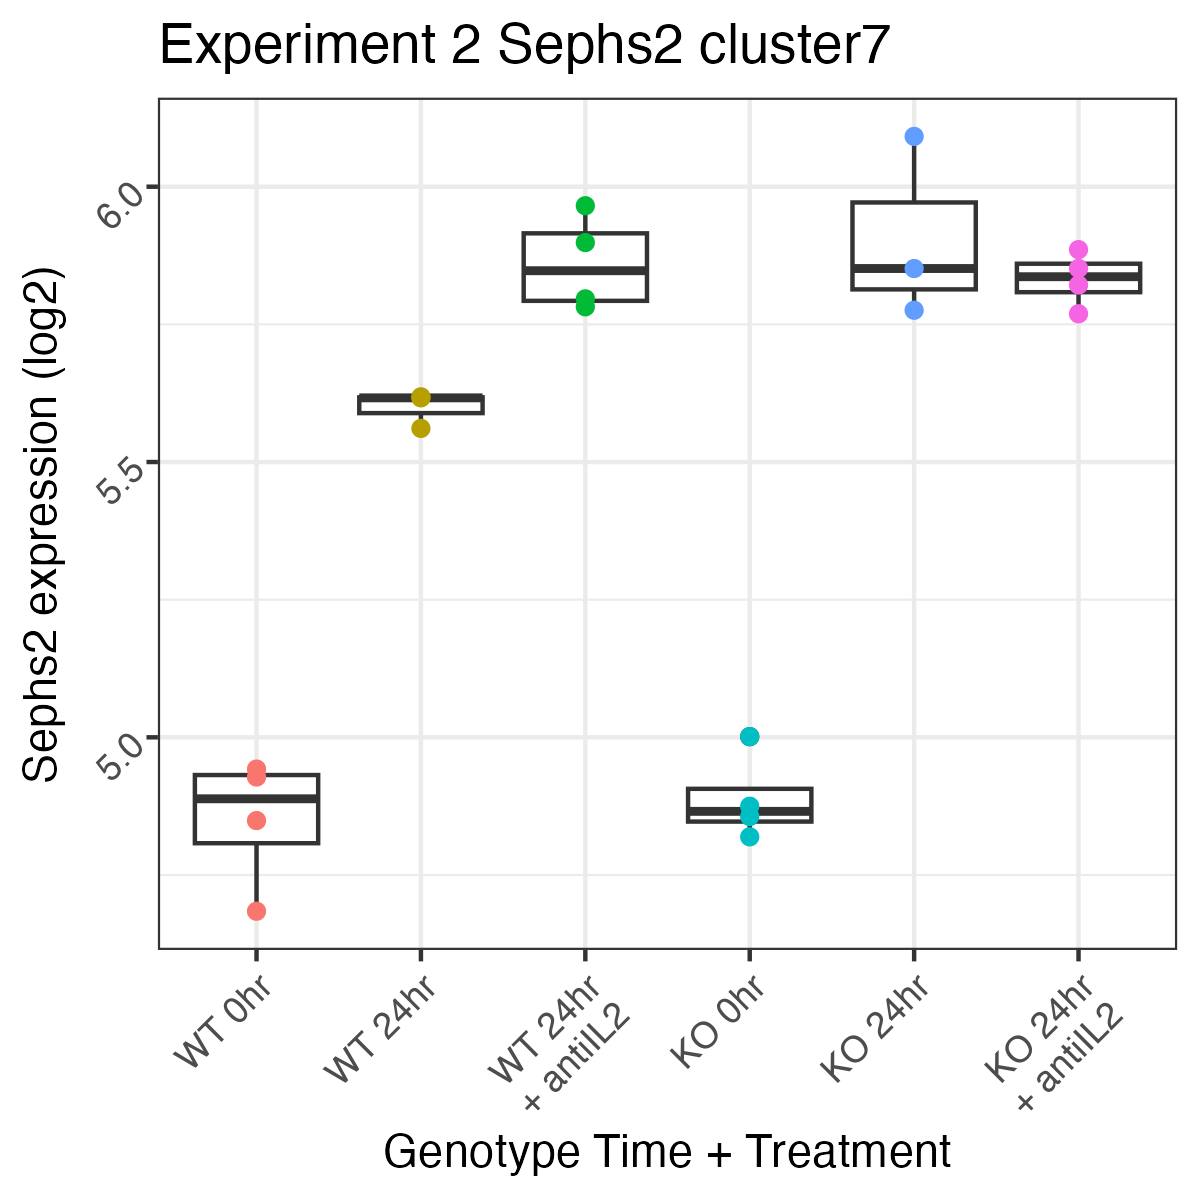 Experiment 2 Sephs2 cluster7
Sephs2 expression (log2)
6.0
5.5
5.0
WT 0hr
WT 24hr
WT 24hr
+ antiIL2
KO 0hr
KO 24hr
KO 24hr
+ antiIL2
Genotype Time + Treatment